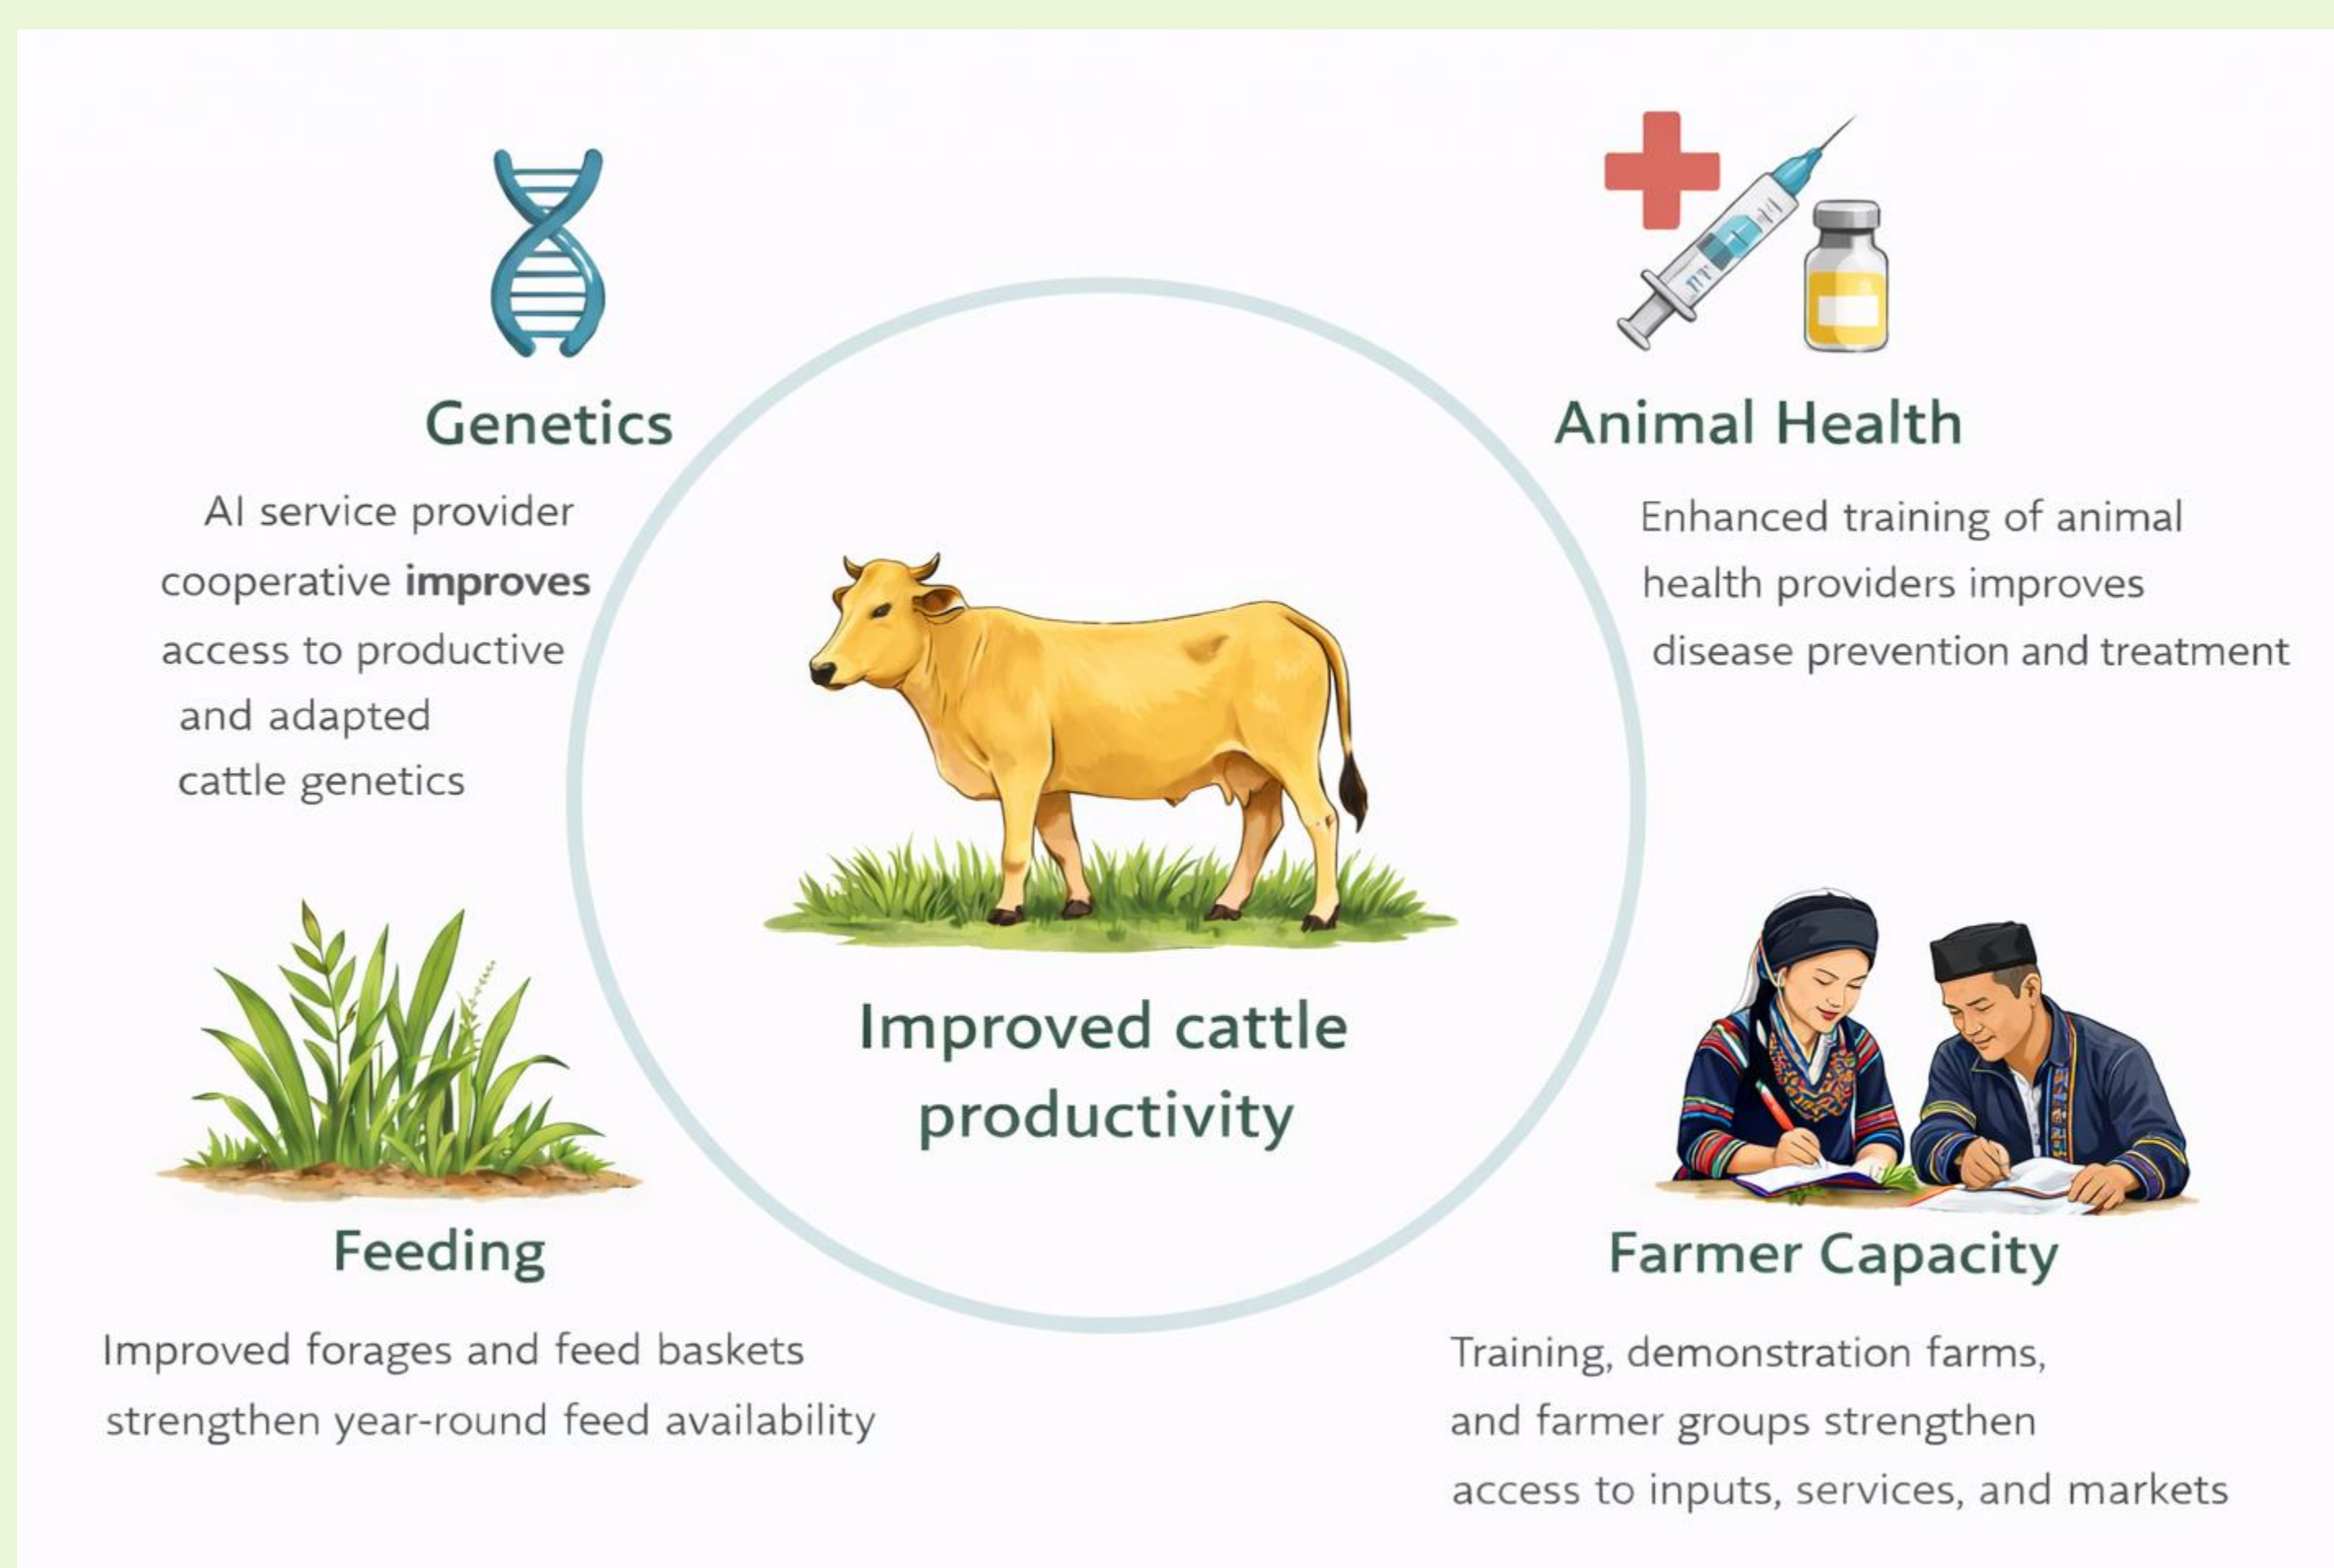 Genetics
AI service provider
cooperative improves
access to productive
and adapted
cattle genetics
Animal Health
Enhanced training of animal
health providers improves
disease prevention and treatment
Improved cattle
productivity
Feeding
Improved forages and feed baskets
strengthen year-round feed availability
Farmer Capacity
Training, demonstration farms,
and farmer groups strengthen
access to inputs, services, and markets